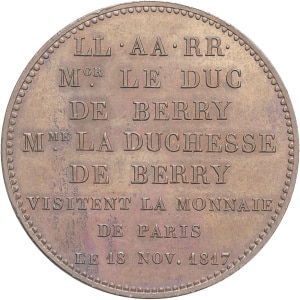 LL·AA·RR·
MGR LE DUC
DE BERRY
MME LA DUCHESSE
DE BERRY
VISITENT LA MONNAIE
DE PARIS
LE 18 NOV. 1817.